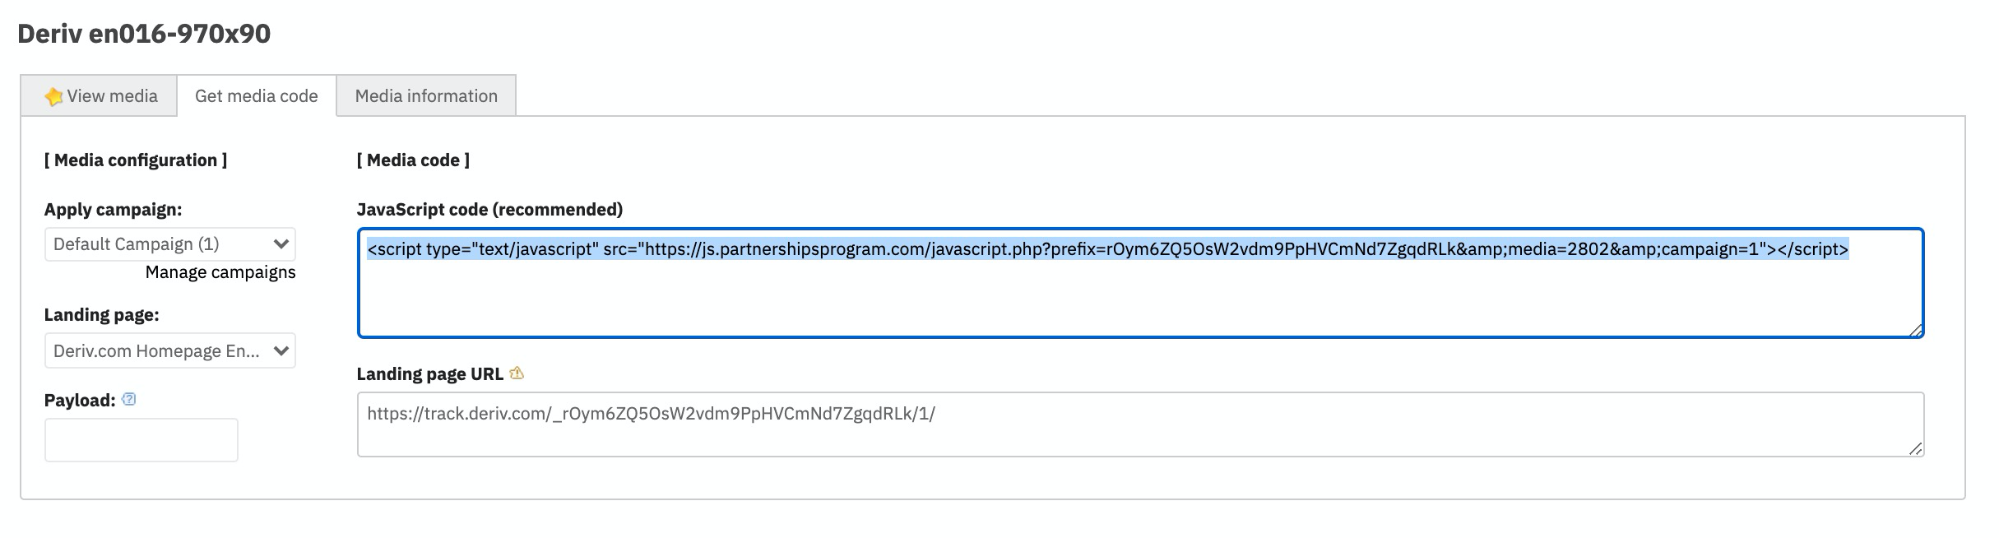 Deriv en016-970x90
View media
Get media code
Media information
[ Media configuration ]
[ Media code ]
Apply campaign:
JavaScript code (recommended)
Default Campaign (1)
<script type="text/javascript" src="https://js.partnershipsprogram.com/javascript.php?prefix=rOym6ZQ5OsW2vdm9PpHVCmNd7ZgqdRLk&amp;media=2802&amp;campaign=1"></script>
Manage campaigns
Landing page:
Deriv.com Homepage En...
Landing page URL
Payload:
https://track.deriv.com/_rOym6ZQ5OsW2vdm9PpHVCmNd7ZgqdRLk/1/